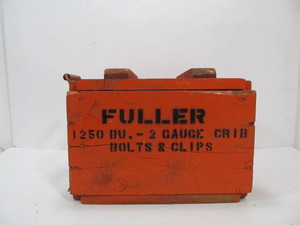 FULLER
1250 BU. - 2 GAUGE CRIB
BOLTS & CLIPS